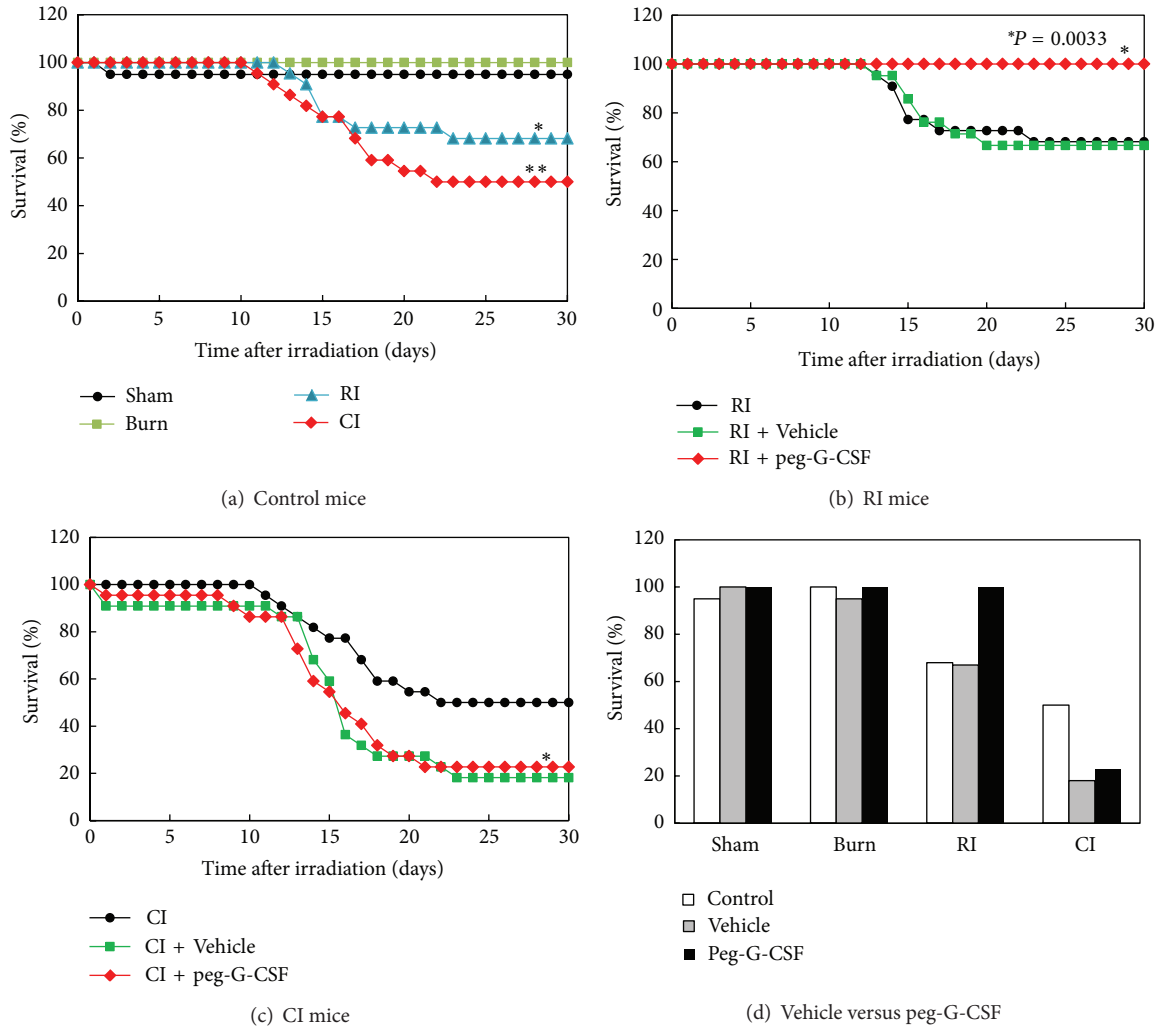 120
100
80
60
40
20
0
Survival (%)
*
**
0 5 10 15 20 25 30
Time after irradiation (days)
Sham
Burn
RI
CI
(a) Control mice
120
100
80
60
40
20
0
Survival (%)
*P = 0.0033
*
0 5 10 15 20 25 30
Time after irradiation (days)
RI
RI + Vehicle
RI + peg-G-CSF
(b) RI mice
120
100
80
60
40
20
0
Survival (%)
*
0 5 10 15 20 25 30
Time after irradiation (days)
CI
CI + Vehicle
CI + peg-G-CSF
(c) CI mice
120
100
80
60
40
20
0
Survival (%)
Sham Burn RI CI
Control
Vehicle
Peg-G-CSF
(d) Vehicle versus peg-G-CSF